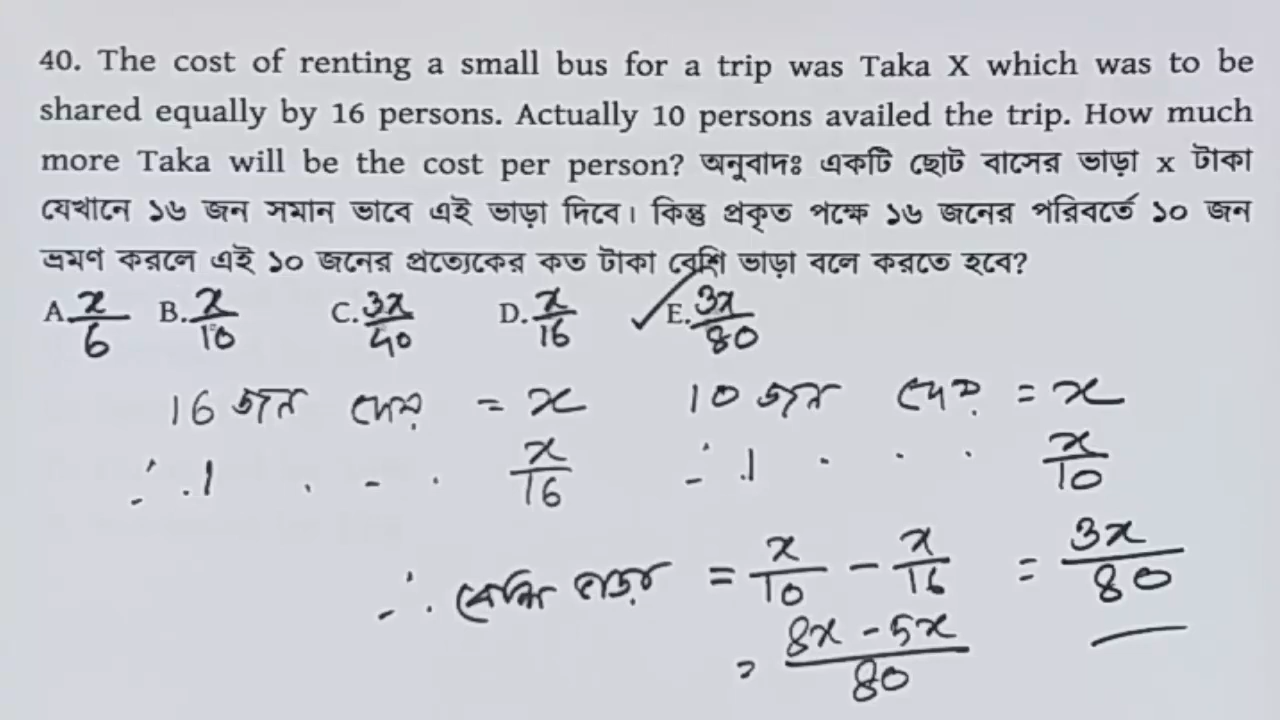 40. The cost of renting a small bus for a trip was Taka X which was to be
shared equally by 16 persons. Actually 10 persons availed the trip. How much
more Taka will be the cost per person? অনুবাদঃ একটি ছোট বাসের ভাড়া x টাকা
যেখানে ১৬ জন সমান ভাবে এই ভাড়া দিবে। কিন্তু প্রকৃত পক্ষে ১৬ জনের পরিবর্তে ১০ জন
ভ্রমণ করলে এই ১০ জনের প্রত্যেকের কত টাকা বেশি ভাড়া বলে করতে হবে?
A. x/6 B. x/10 C. 3x/40 D. x/16 ✓E. 3x/80
16 জন দেয় = x 10 জন দেয় = x
∴ 1 . - . x/16 ∴ 1 . . . x/10
∴ বেশি ভাড়া = x/10 - x/16 = 3x/80
= 8x - 5x/80